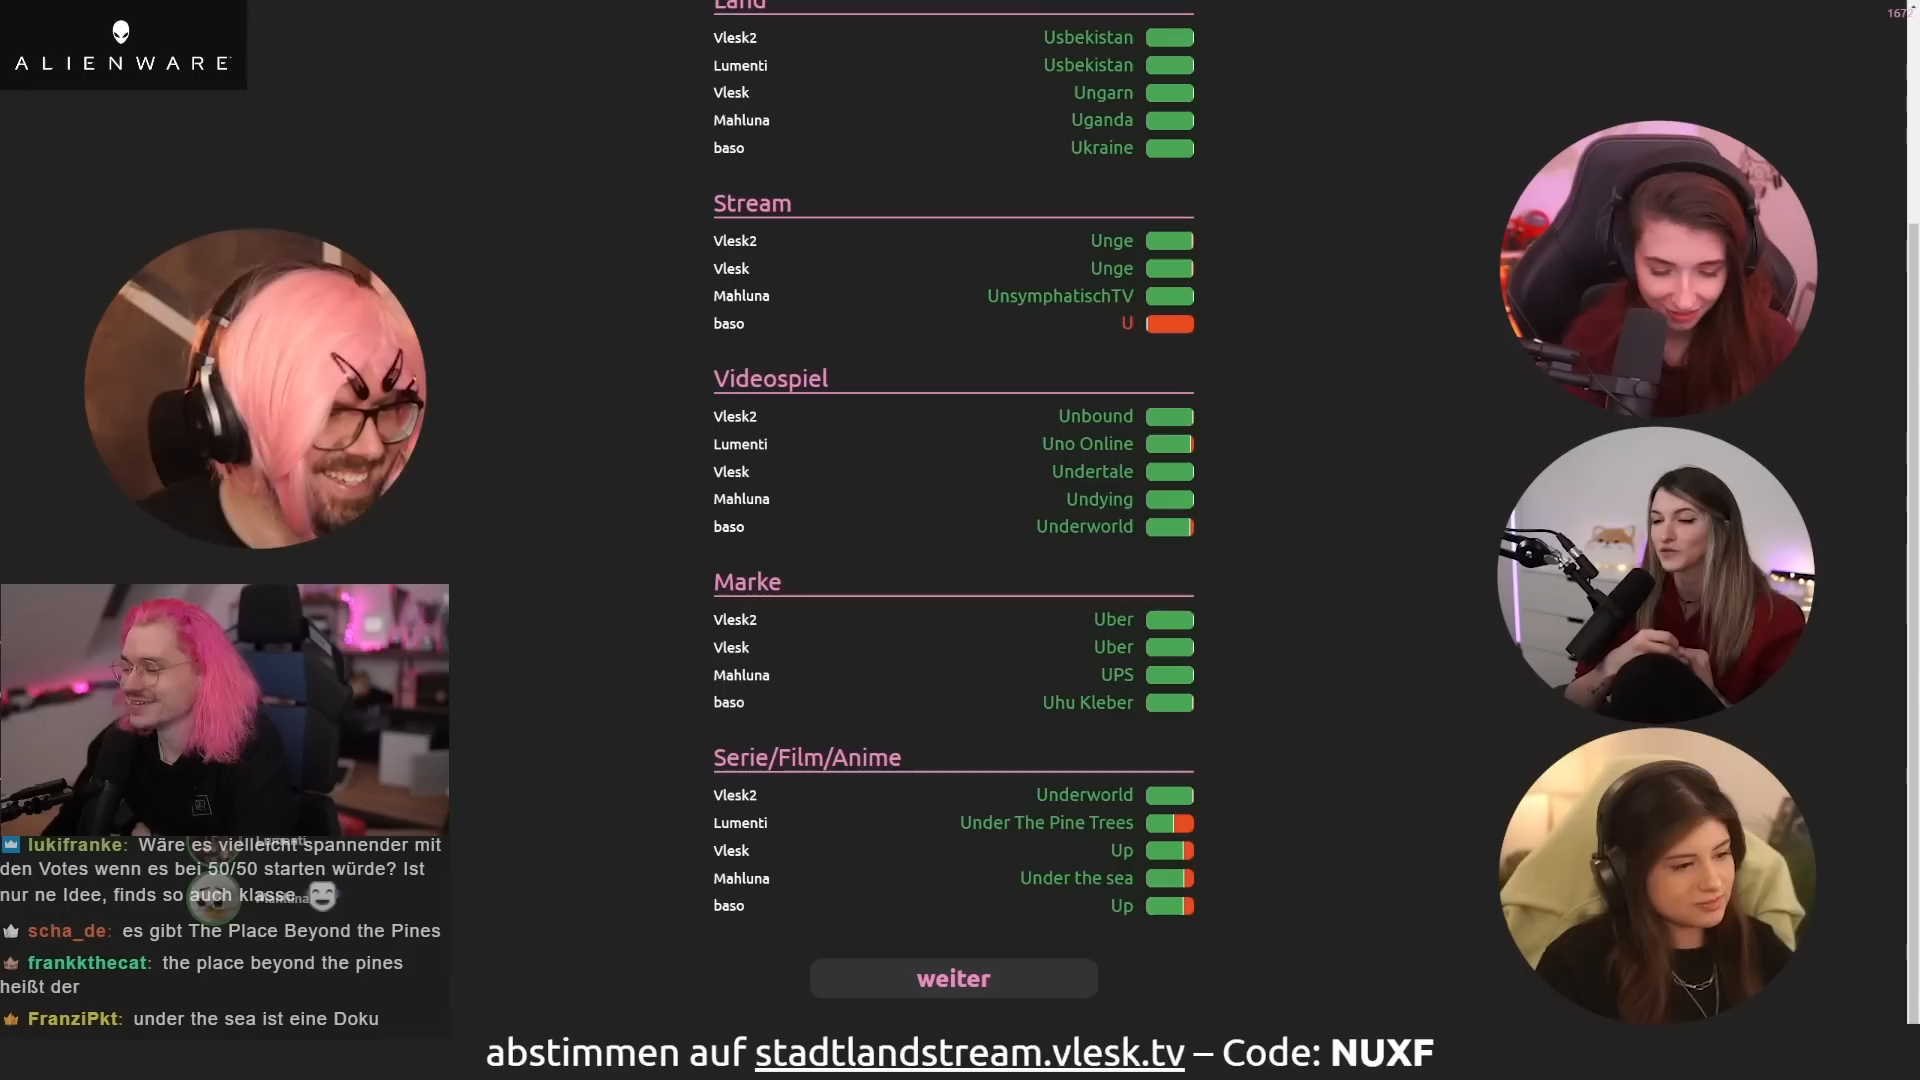 ALIENWARE
1672
Land
Vlesk2 Usbekistan
Lumenti Usbekistan
Vlesk Ungarn
Mahluna Uganda
baso Ukraine
Stream
Vlesk2 Unge
Vlesk Unge
Mahluna UnsymphatischTV
baso U
Videospiel
Vlesk2 Unbound
Lumenti Uno Online
Vlesk Undertale
Mahluna Undying
baso Underworld
Marke
Vlesk2 Uber
Vlesk Uber
Mahluna UPS
baso Uhu Kleber
Serie/Film/Anime
Vlesk2 Underworld
Lumenti Under The Pine Trees
Vlesk Up
Mahluna Under the sea
baso Up
weiter
Lumenti
Mahluna
lukifranke: Wäre es vielleicht spannender mit
den Votes wenn es bei 50/50 starten würde? Ist
nur ne Idee, finds so auch klasse
scha_de: es gibt The Place Beyond the Pines
frankkthecat: the place beyond the pines
heißt der
FranziPkt: under the sea ist eine Doku
abstimmen auf stadtlandstream.vlesk.tv – Code: NUXF